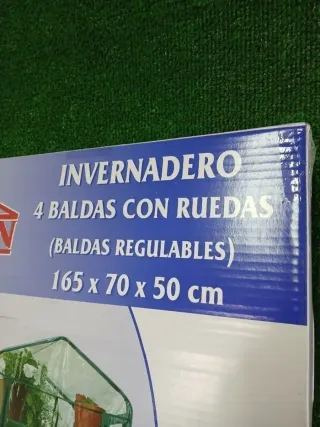 INVERNADERO
4 BALDAS CON RUEDAS
(BALDAS REGULABLES)
165 x 70 x 50 cm